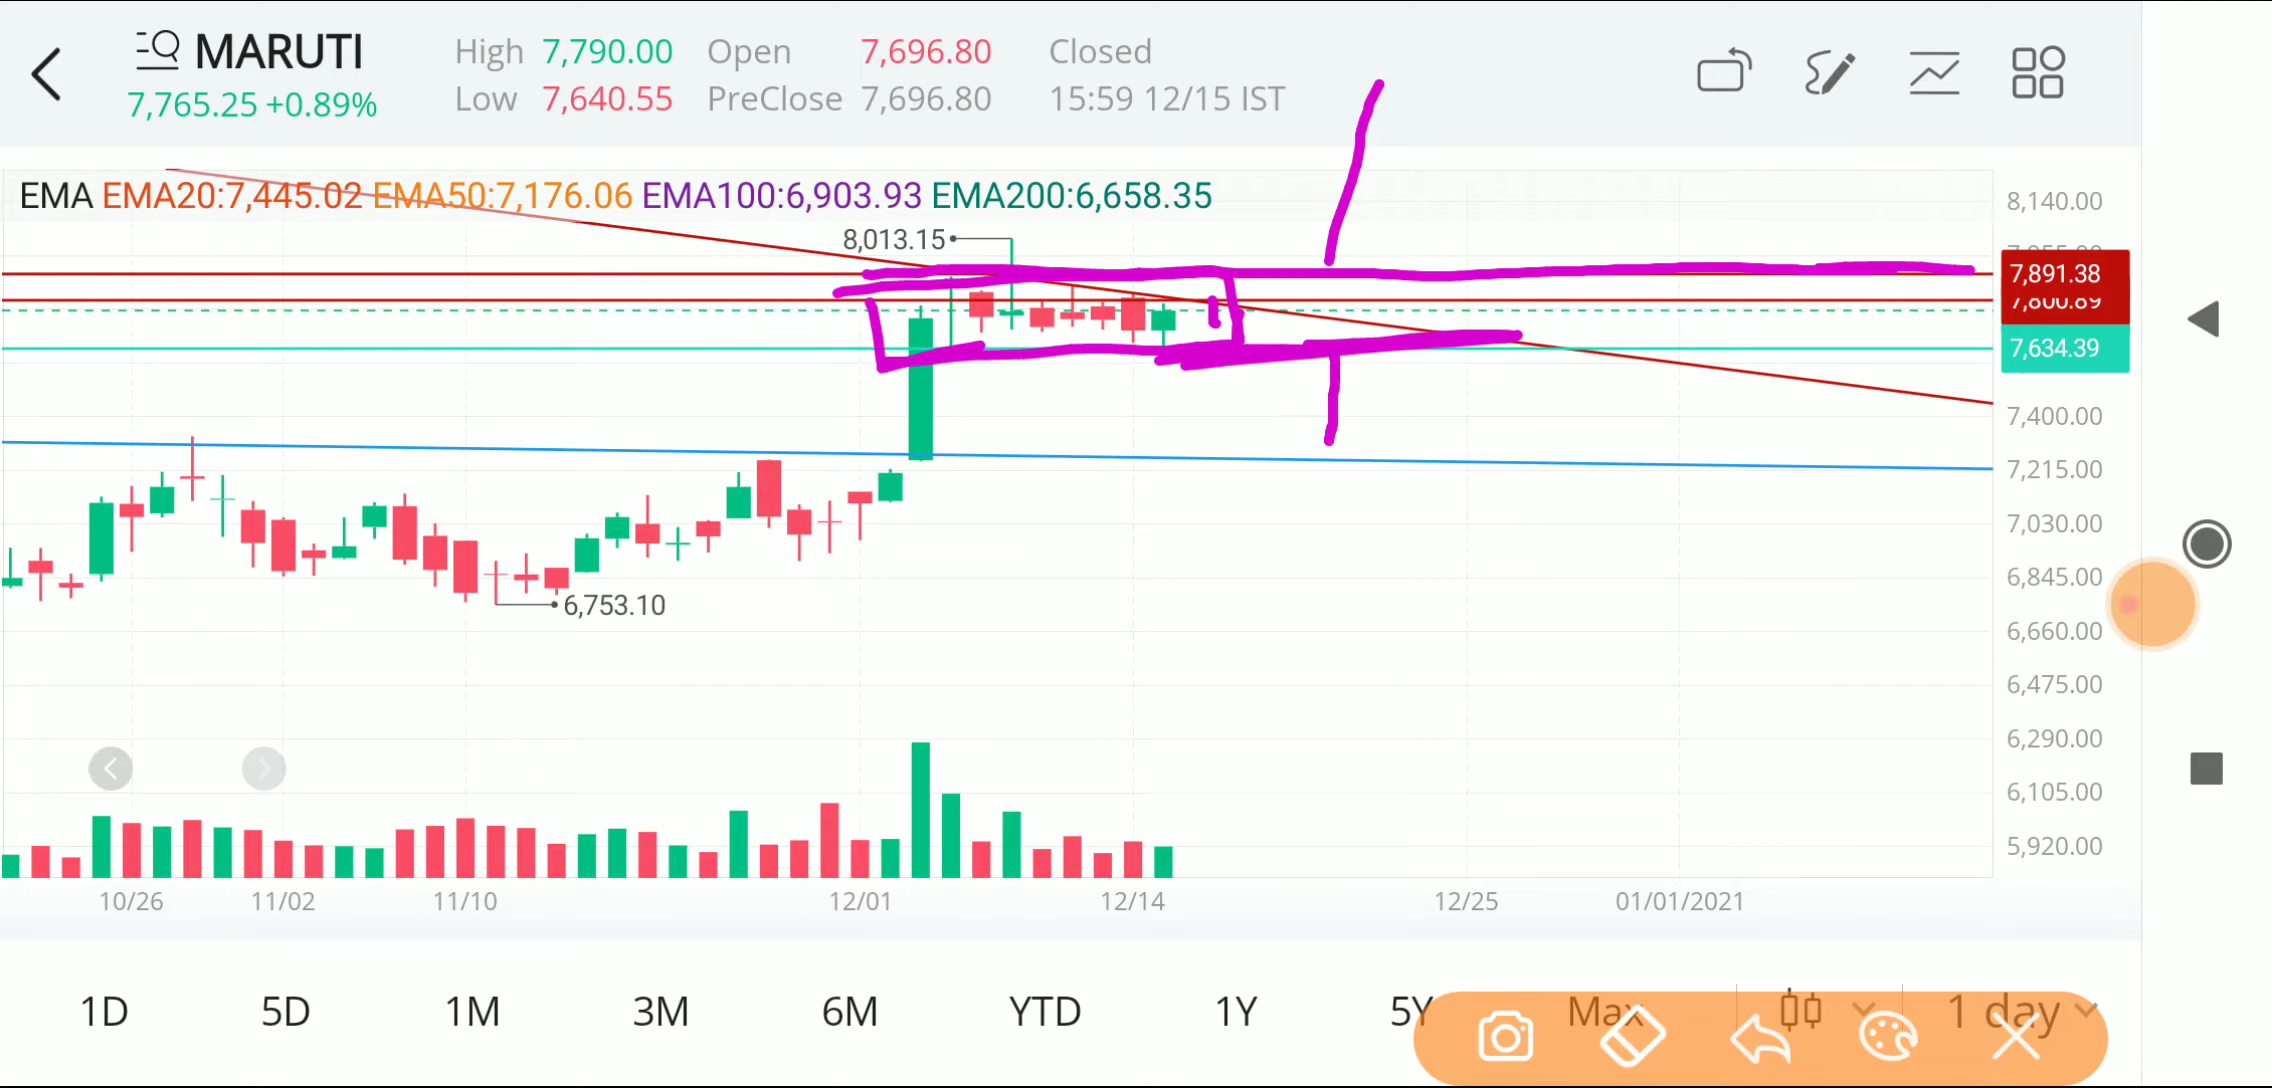 MARUTI
7,765.25 +0.89%
High 7,790.00 Open 7,696.80 Closed
Low 7,640.55 PreClose 7,696.80 15:59 12/15 IST
EMA EMA20:7,445.02 EMA50:7,176.06 EMA100:6,903.93 EMA200:6,658.35
8,140.00
8,013.15
7,891.38
7,800.89
7,634.39
7,400.00
7,215.00
7,030.00
6,845.00
6,753.10
6,660.00
6,475.00
6,290.00
6,105.00
5,920.00
10/26 11/02 11/10 12/01 12/14 12/25 01/01/2021
1D 5D 1M 3M 6M YTD 1Y 5Y Max 1 day